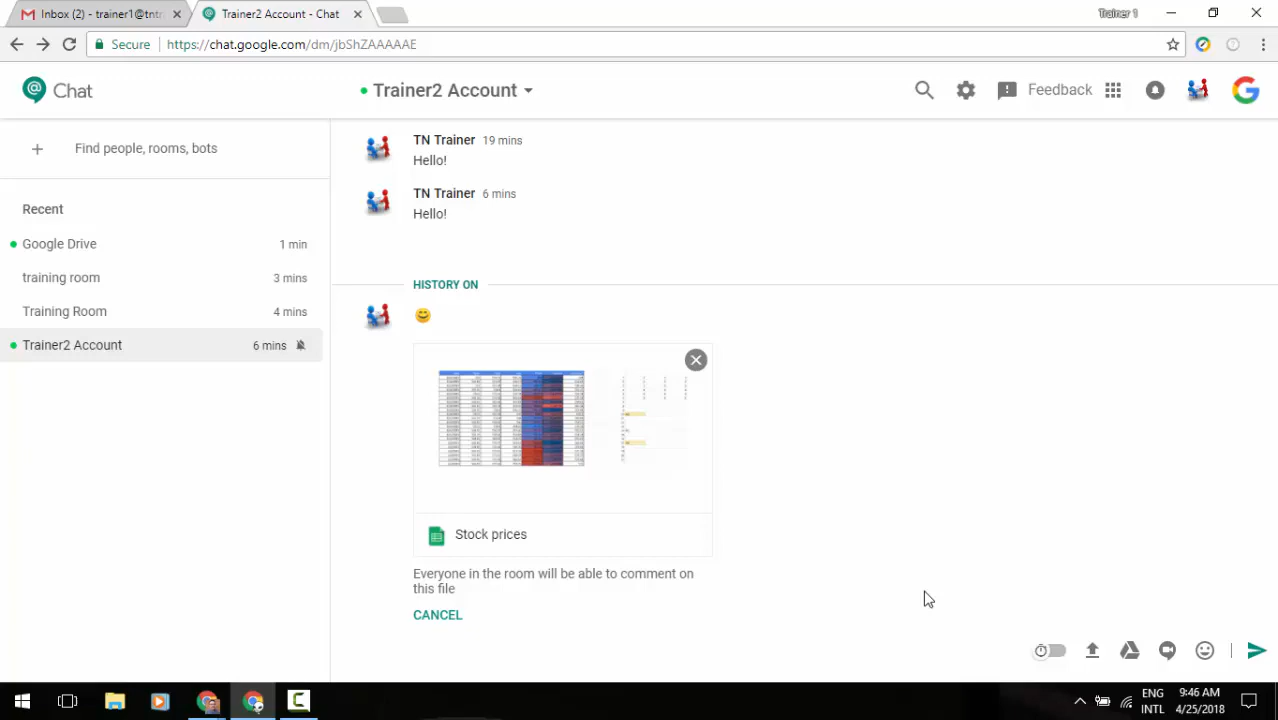 Inbox (2) - trainer1@tntr
Trainer2 Account - Chat
Trainer 1
Secure
https://chat.google.com/dm/jbShZAAAAAE
Chat
Trainer2 Account
Feedback
Find people, rooms, bots
Recent
Google Drive 1 min
training room 3 mins
Training Room 4 mins
Trainer2 Account 6 mins
TN Trainer 19 mins
Hello!
TN Trainer 6 mins
Hello!
HISTORY ON
Stock prices
Everyone in the room will be able to comment on
this file
CANCEL
ENG
INTL
9:46 AM
4/25/2018